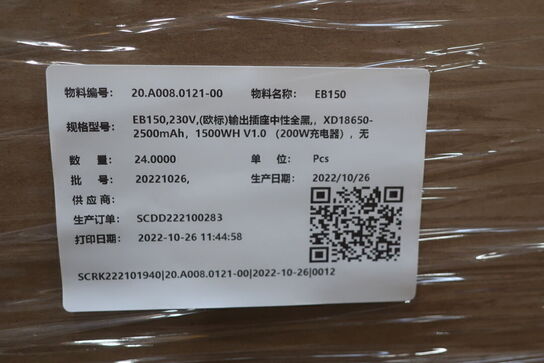 物料编号： 20.A008.0121-00 物料名称： EB150
规格型号： EB150,230V,(欧标)输出插座中性全黑,，XD18650-
2500mAh，1500WH V1.0 （200W充电器），无
数 量： 24.0000 单 位： Pcs
批 号： 20221026, 生产日期： 2022/10/26
供 应 商：
生产订单： SCDD222100283
打印日期： 2022-10-26 11:44:58
SCRK222101940|20.A008.0121-00|2022-10-26|0012